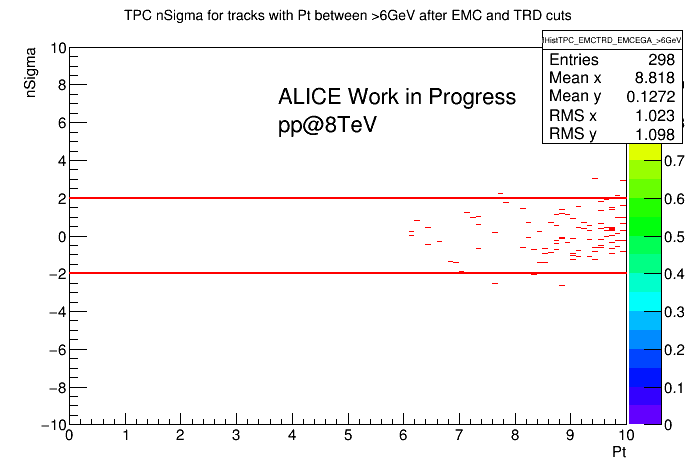 TPC nSigma for tracks with Pt between >6GeV after EMC and TRD cuts
HistTPC_EMCTRD_EMCEGA_>6GeV
Entries 298
Mean x 8.818
Mean y 0.1272
RMS x 1.023
RMS y 1.098
ALICE Work in Progress
pp@8TeV
nSigma
10
8
6
4
2
0
−2
−4
−6
−8
−10
0 1 2 3 4 5 6 7 8 9 10
Pt
0.7
0.6
0.5
0.4
0.3
0.2
0.1
0